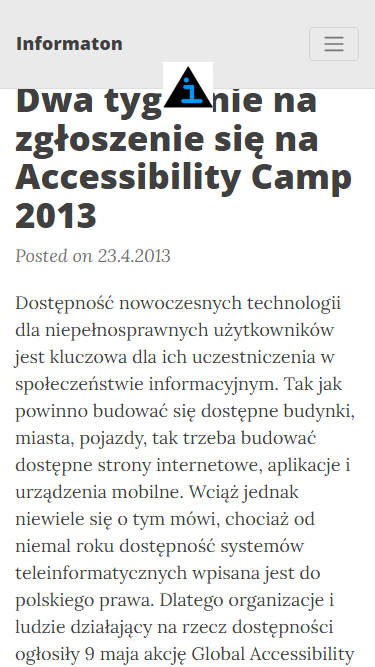 Informaton
Dwa tyg nie na
zgłoszenie się na
Accessibility Camp
2013
Posted on 23.4.2013
Dostępność nowoczesnych technologii
dla niepełnosprawnych użytkowników
jest kluczowa dla ich uczestniczenia w
społeczeństwie informacyjnym. Tak jak
powinno budować się dostępne budynki,
miasta, pojazdy, tak trzeba budować
dostępne strony internetowe, aplikacje i
urządzenia mobilne. Wciąż jednak
niewiele się o tym mówi, chociaż od
niemal roku dostępność systemów
teleinformatycznych wpisana jest do
polskiego prawa. Dlatego organizacje i
ludzie działający na rzecz dostępności
ogłosiły 9 maja akcję Global Accessibility